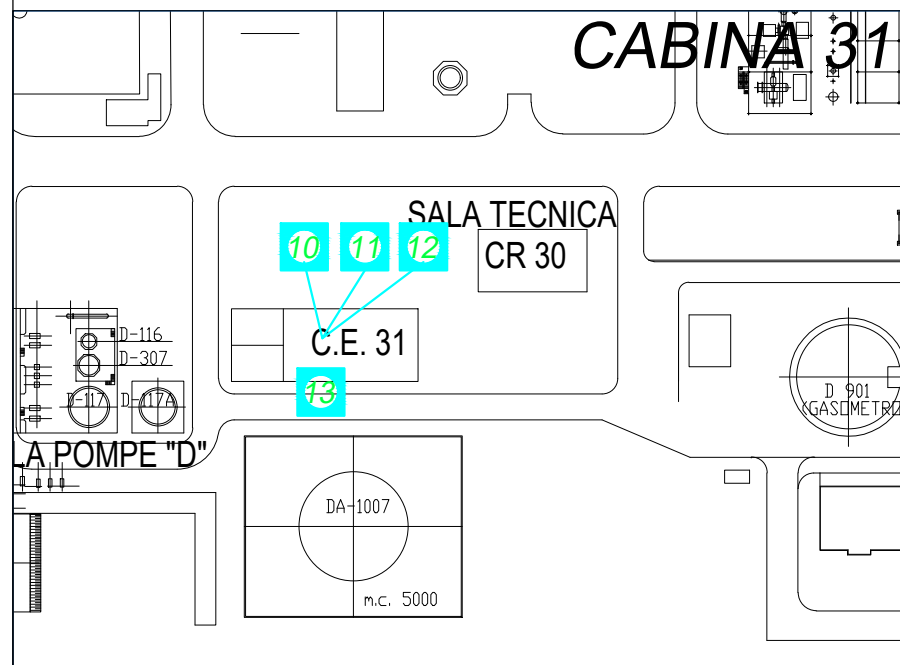 CABINA 31
SALA TECNICA
10 11 12
CR 30
D-116
C.E. 31
D-307
13
D-117 D-117A
D 901
(GASOMETRO
LA POMPE "D"
DA-1007
m.c. 5000